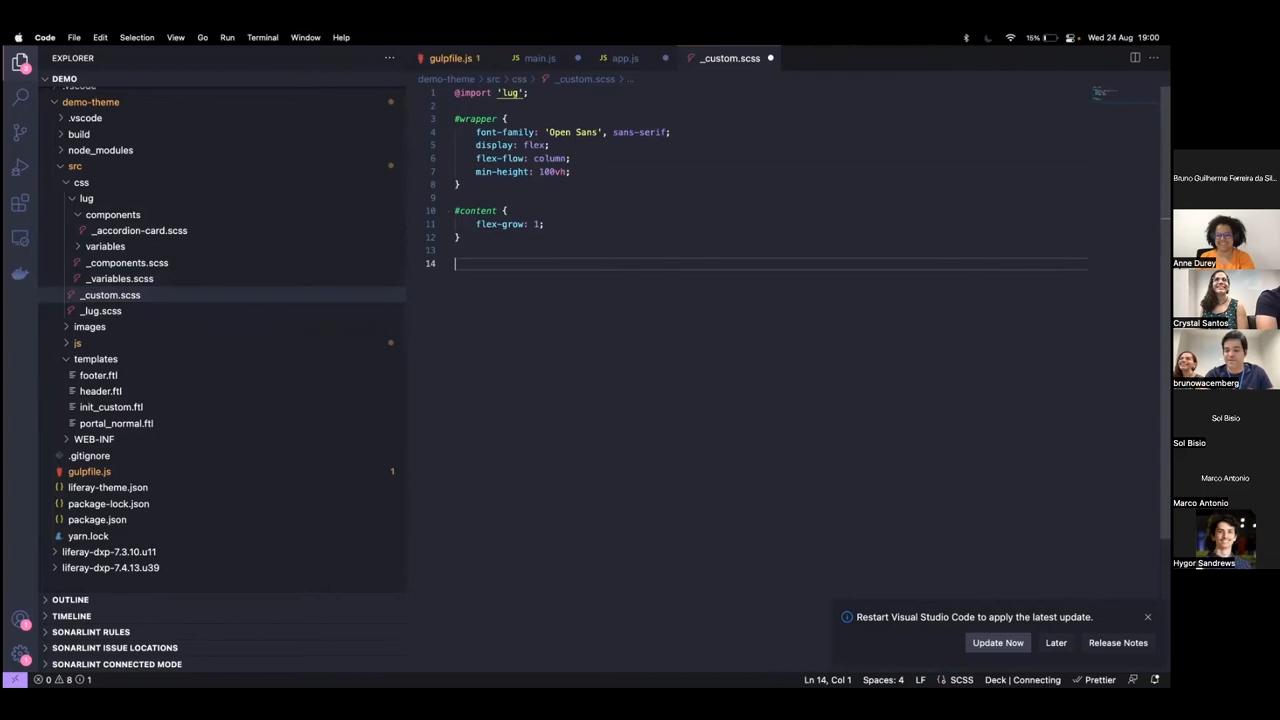 Code File Edit Selection View Go Run Terminal Window Help
15% Wed 24 Aug 19:00
EXPLORER
DEMO
.vscode
demo-theme
.vscode
build
node_modules
src
css
lug
components
_accordion-card.scss
variables
_components.scss
_variables.scss
_custom.scss
_lug.scss
images
js
templates
footer.ftl
header.ftl
init_custom.ftl
portal_normal.ftl
WEB-INF
.gitignore
gulpfile.js 1
liferay-theme.json
package-lock.json
package.json
yarn.lock
liferay-dxp-7.3.10.u11
liferay-dxp-7.4.13.u39
OUTLINE
TIMELINE
SONARLINT RULES
SONARLINT ISSUE LOCATIONS
SONARLINT CONNECTED MODE
gulpfile.js 1 JS main.js JS app.js _custom.scss
demo-theme > src > css > _custom.scss > ...
1 @import 'lug';
2
3 #wrapper {
4 font-family: 'Open Sans', sans-serif;
5 display: flex;
6 flex-flow: column;
7 min-height: 100vh;
8 }
9
10 #content {
11 flex-grow: 1;
12 }
13
14
Restart Visual Studio Code to apply the latest update.
Update Now Later Release Notes
0 8 1 Ln 14, Col 1 Spaces: 4 LF SCSS Deck | Connecting Prettier
Bruno Guilherme Ferreira da Sil...
Anne Durey
Crystal Santos
brunowacemberg
Sol Bisio
Sol Bisio
Marco Antonio
Marco Antonio
Hygor Sandrews